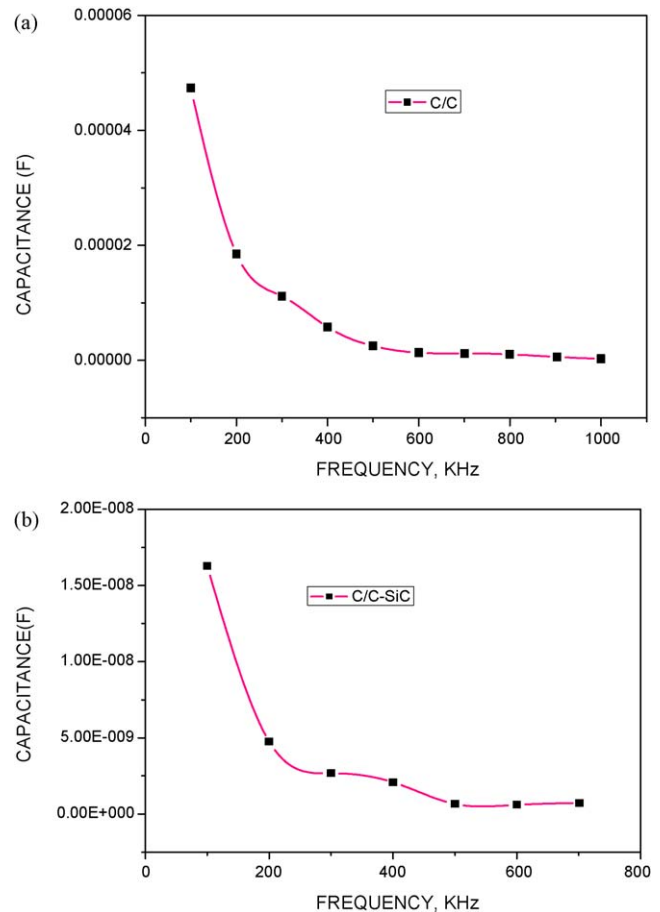 (a)
0.00006
0.00004
0.00002
0.00000
CAPACITANCE (F)
C/C
0 200 400 600 800 1000
FREQUENCY, KHz
(b)
2.00E-008
1.50E-008
1.00E-008
5.00E-009
0.00E+000
CAPACITANCE(F)
C/C-SiC
0 200 400 600 800
FREQUENCY, KHz